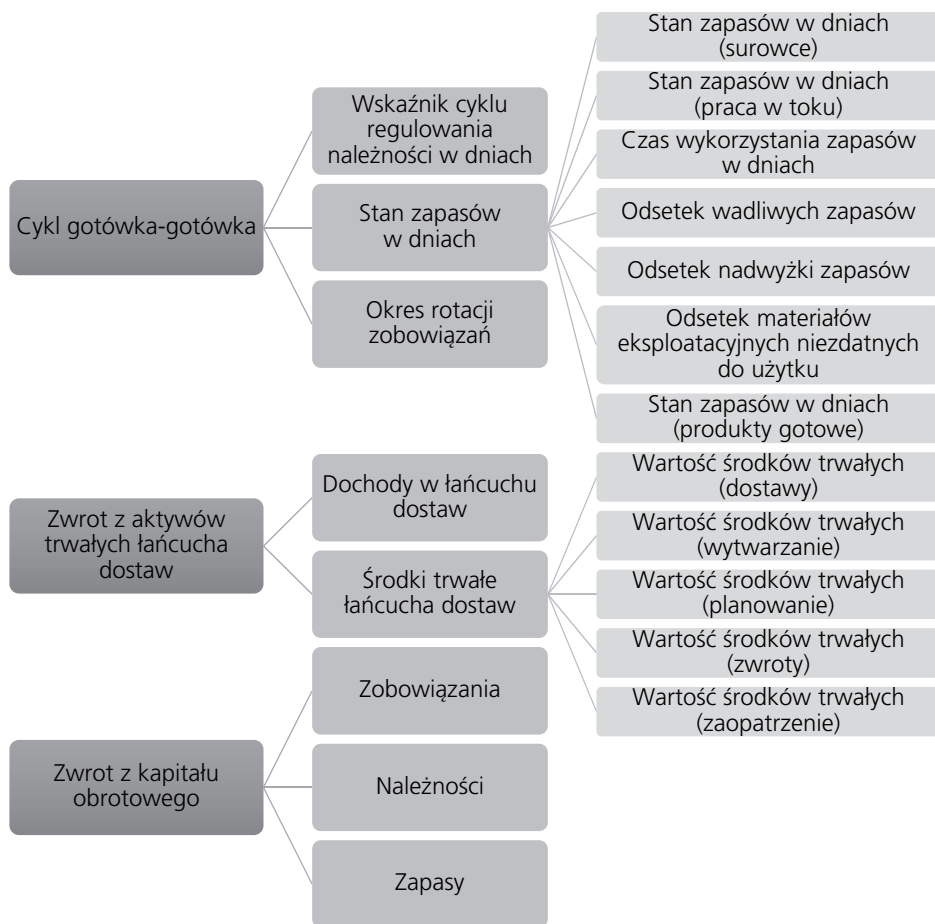 Cykl gotówka-gotówka
Wskaźnik cyklu
regulowania
należności w dniach
Stan zapasów
w dniach
Okres rotacji
zobowiązań
Stan zapasów w dniach
(surowce)
Stan zapasów w dniach
(praca w toku)
Czas wykorzystania zapasów
w dniach
Odsetek wadliwych zapasów
Odsetek nadwyżki zapasów
Odsetek materiałów
eksploatacyjnych niezdatnych
do użytku
Stan zapasów w dniach
(produkty gotowe)
Zwrot z aktywów
trwałych łańcucha
dostaw
Dochody w łańcuchu
dostaw
Środki trwałe
łańcucha dostaw
Wartość środków trwałych
(dostawy)
Wartość środków trwałych
(wytwarzanie)
Wartość środków trwałych
(planowanie)
Wartość środków trwałych
(zwroty)
Wartość środków trwałych
(zaopatrzenie)
Zwrot z kapitału
obrotowego
Zobowiązania
Należności
Zapasy